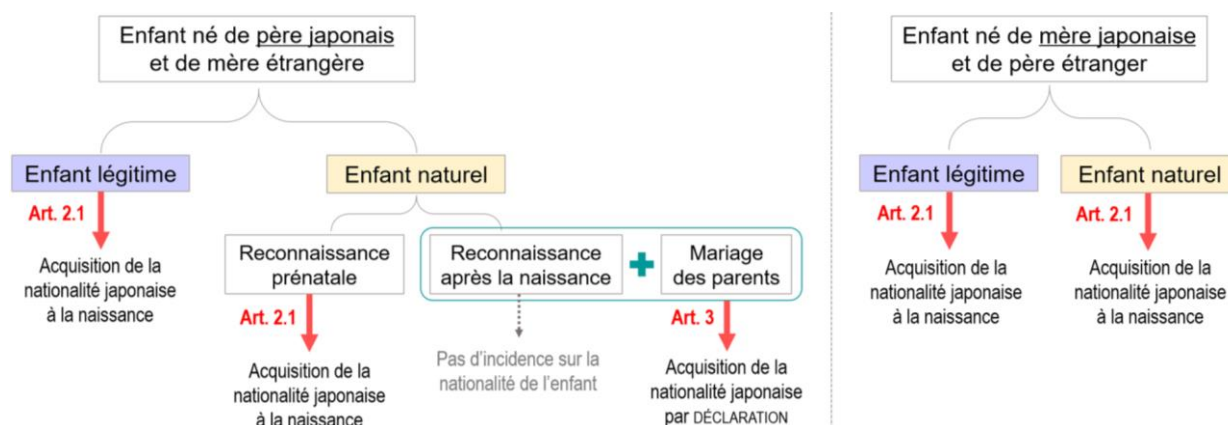 Enfant né de père japonais
et de mère étrangère
Enfant légitime
Enfant naturel
Art. 2.1
Acquisition de la
nationalité japonaise
à la naissance
Reconnaissance
prénatale
Reconnaissance
après la naissance
Mariage
des parents
Art. 2.1
Art. 3
Acquisition de la
nationalité japonaise
à la naissance
Pas d'incidence sur la
nationalité de l'enfant
Acquisition de la
nationalité japonaise
par DÉCLARATION
Enfant né de mère japonaise
et de père étranger
Enfant légitime
Enfant naturel
Art. 2.1
Art. 2.1
Acquisition de la
nationalité japonaise
à la naissance
Acquisition de la
nationalité japonaise
à la naissance